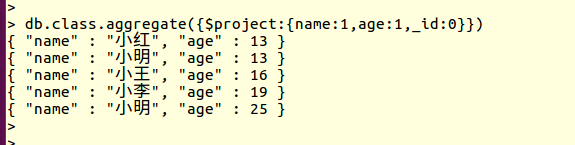 >
> db.class.aggregate({$project:{name:1,age:1,_id:0}})
{ "name" : "小红", "age" : 13 }
{ "name" : "小明", "age" : 13 }
{ "name" : "小王", "age" : 16 }
{ "name" : "小李", "age" : 19 }
{ "name" : "小明", "age" : 25 }
>
>